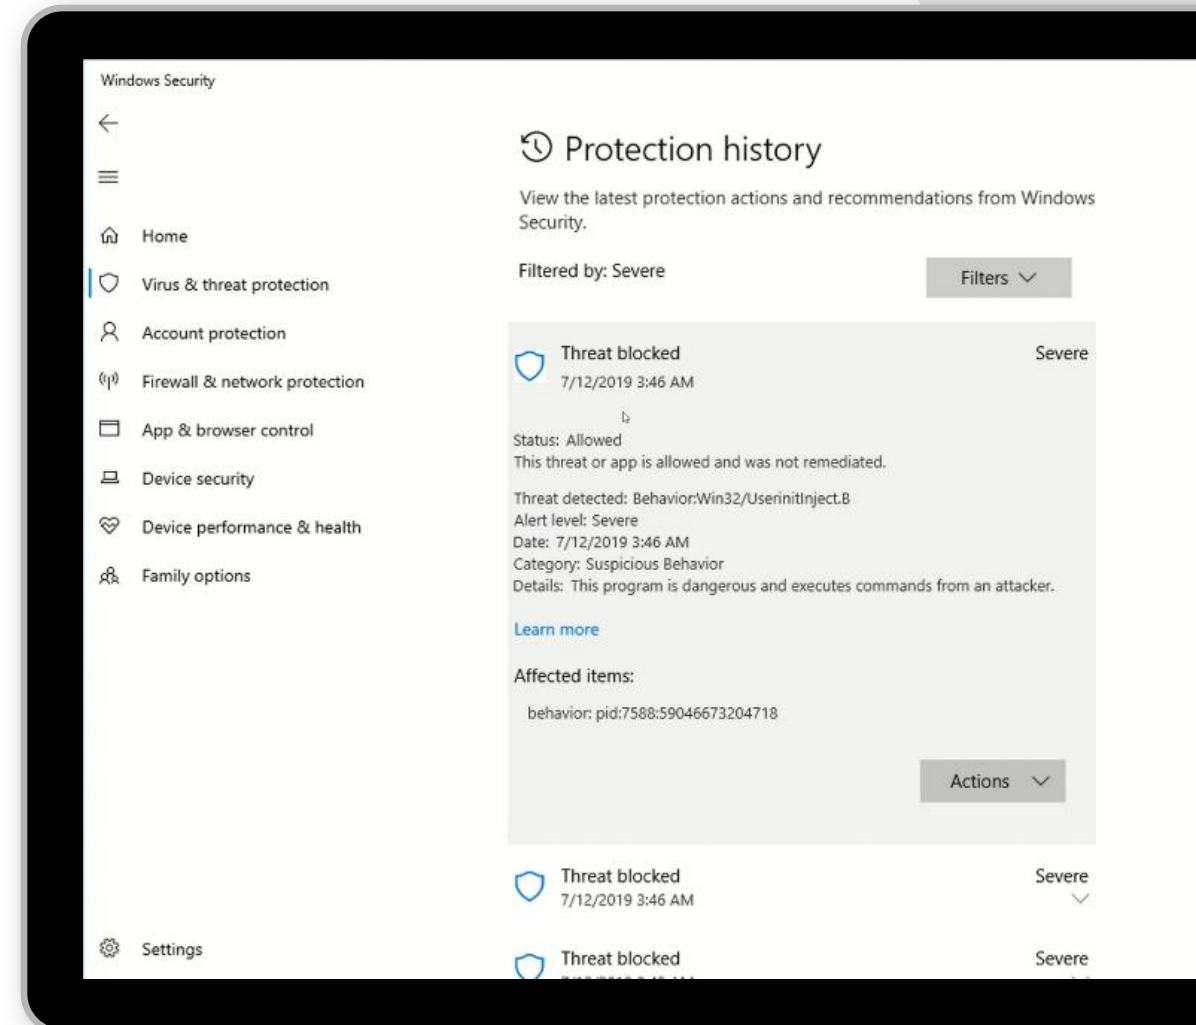 Windows Security
Protection history
View the latest protection actions and recommendations from Windows
Security.
Home
Virus & threat protection
Account protection
Firewall & network protection
App & browser control
Device security
Device performance & health
Family options
Settings
Filtered by: Severe
Filters
Threat blocked
Severe
7/12/2019 3:46 AM
Status: Allowed
This threat or app is allowed and was not remediated.
Threat detected: Behavior:Win32/UserinitInject.B
Alert level: Severe
Date: 7/12/2019 3:46 AM
Category: Suspicious Behavior
Details: This program is dangerous and executes commands from an attacker.
Learn more
Affected items:
behavior: pid:7588:59046673204718
Actions
Threat blocked
Severe
7/12/2019 3:46 AM
Threat blocked
Severe